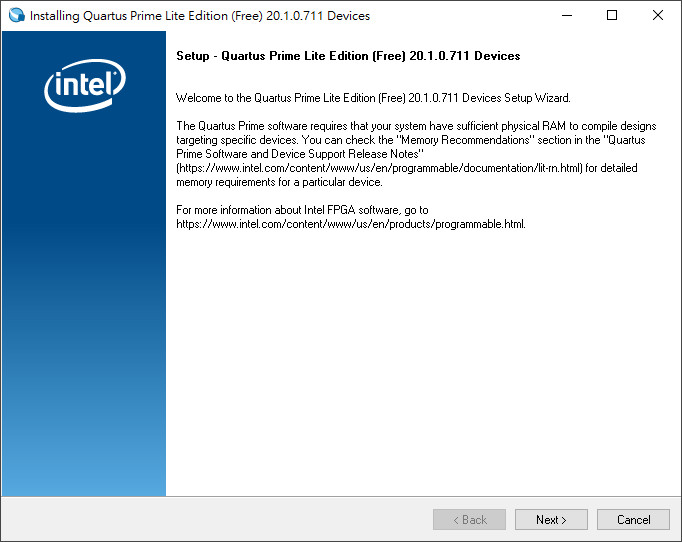 Installing Quartus Prime Lite Edition (Free) 20.1.0.711 Devices
intel
Setup - Quartus Prime Lite Edition (Free) 20.1.0.711 Devices
Welcome to the Quartus Prime Lite Edition (Free) 20.1.0.711 Devices Setup Wizard.
The Quartus Prime software requires that your system have sufficient physical RAM to compile designs
targeting specific devices. You can check the "Memory Recommendations" section in the "Quartus
Prime Software and Device Support Release Notes"
(https://www.intel.com/content/www/us/en/programmable/documentation/lit-rn.html) for detailed
memory requirements for a particular device.
For more information about Intel FPGA software, go to
https://www.intel.com/content/www/us/en/products/programmable.html.
< Back
Next >
Cancel